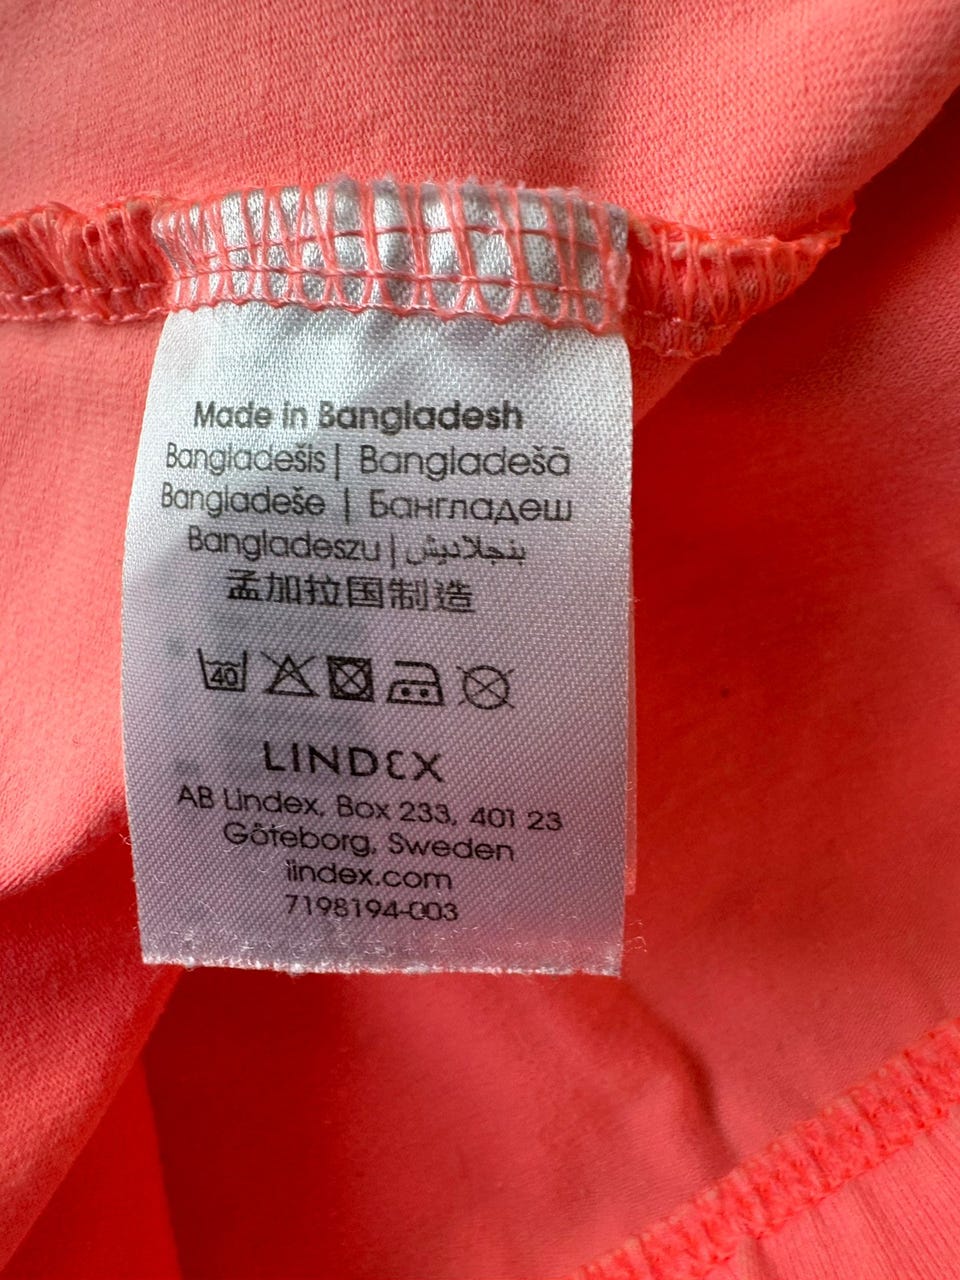 Made in Bangladesh
Bangladešis | Bangladešā
Bangladeše | Бангладеш
Bangladeszu | بنجلاديش
孟加拉国制造
40
LINDEX
AB Lindex, Box 233, 401 23
Göteborg, Sweden
lindex.com
7198194-003